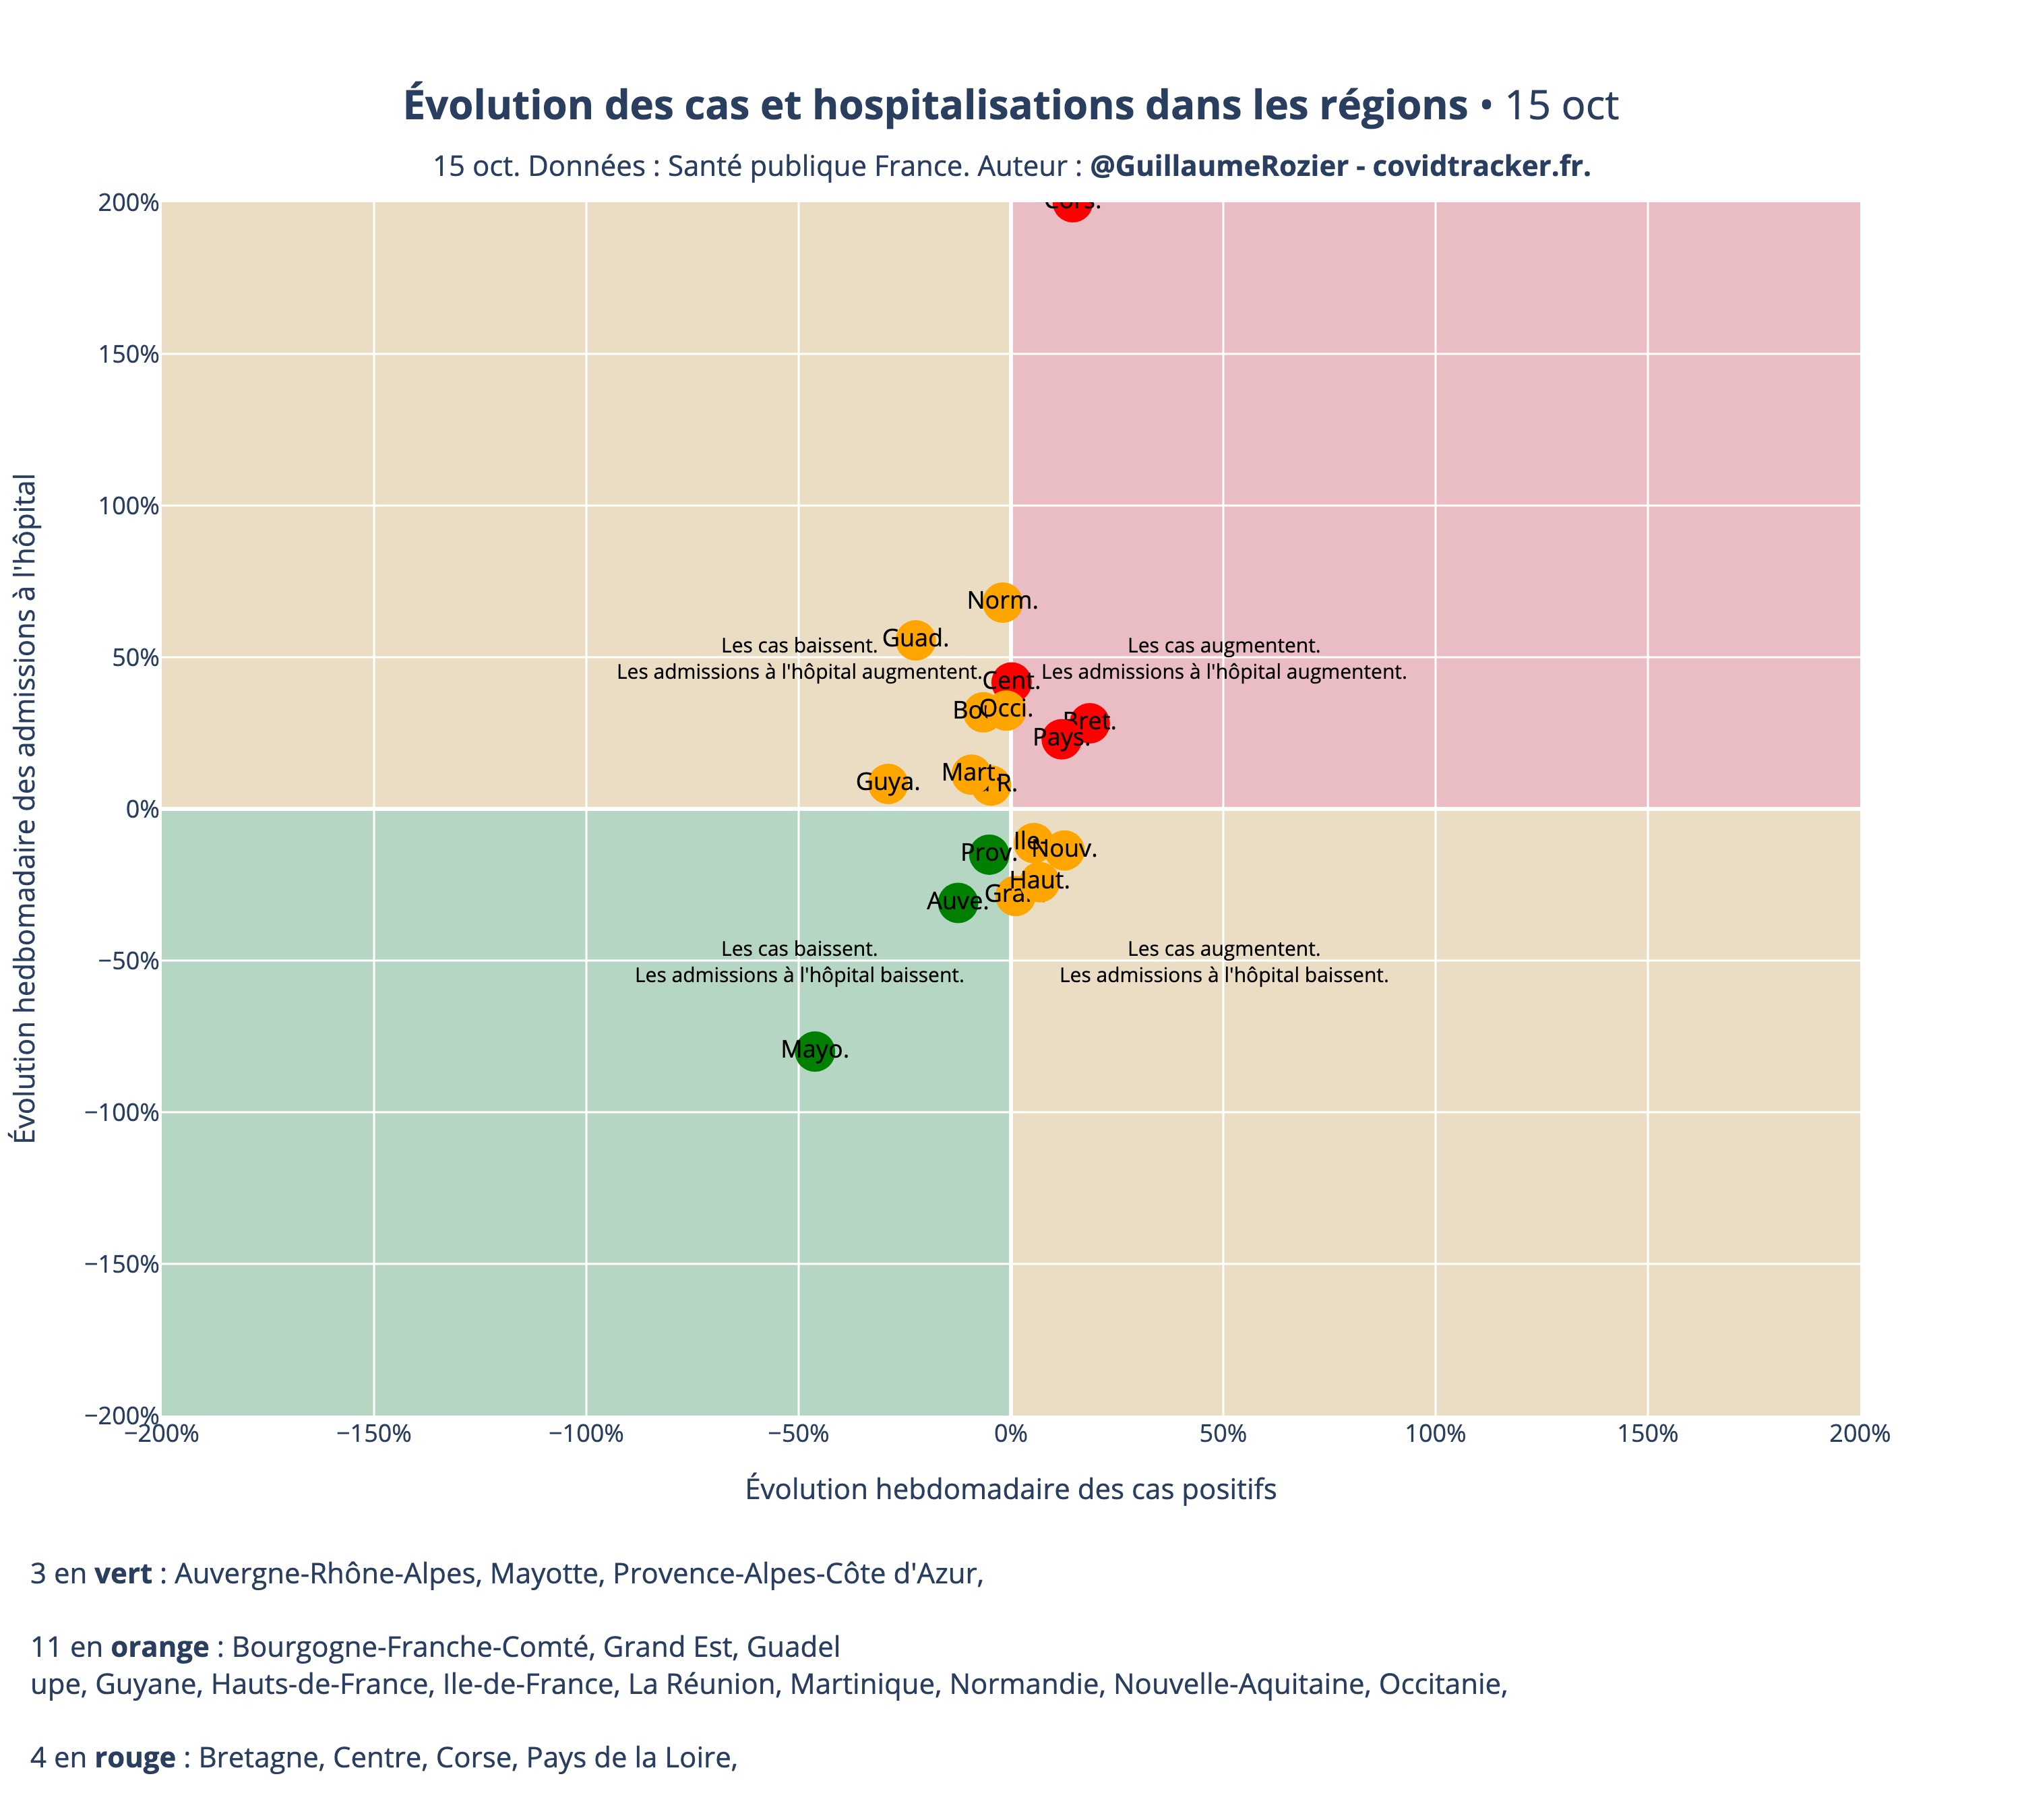 Évolution des cas et hospitalisations dans les régions • 15 oct
15 oct. Données : Santé publique France. Auteur : @GuillaumeRozier - covidtracker.fr.
Évolution hedbomadaire des admissions à l'hôpital
200%
150%
100%
50%
0%
−50%
−100%
−150%
−200%
Cors.
Norm.
Guad.
Les cas baissent.
Les admissions à l'hôpital augmentent.
Les cas augmentent.
Les admissions à l'hôpital augmentent.
Cent.
Occi.
Bret.
Pays.
Guya.
Mart.
R.
Prov.
Ile.
Nouv.
Haut.
Gra.
Auve.
Les cas baissent.
Les admissions à l'hôpital baissent.
Les cas augmentent.
Les admissions à l'hôpital baissent.
Mayo.
−200%
−150%
−100%
−50%
0%
50%
100%
150%
200%
Évolution hebdomadaire des cas positifs
3 en vert : Auvergne-Rhône-Alpes, Mayotte, Provence-Alpes-Côte d'Azur,
11 en orange : Bourgogne-Franche-Comté, Grand Est, Guadel
upe, Guyane, Hauts-de-France, Ile-de-France, La Réunion, Martinique, Normandie, Nouvelle-Aquitaine, Occitanie,
4 en rouge : Bretagne, Centre, Corse, Pays de la Loire,